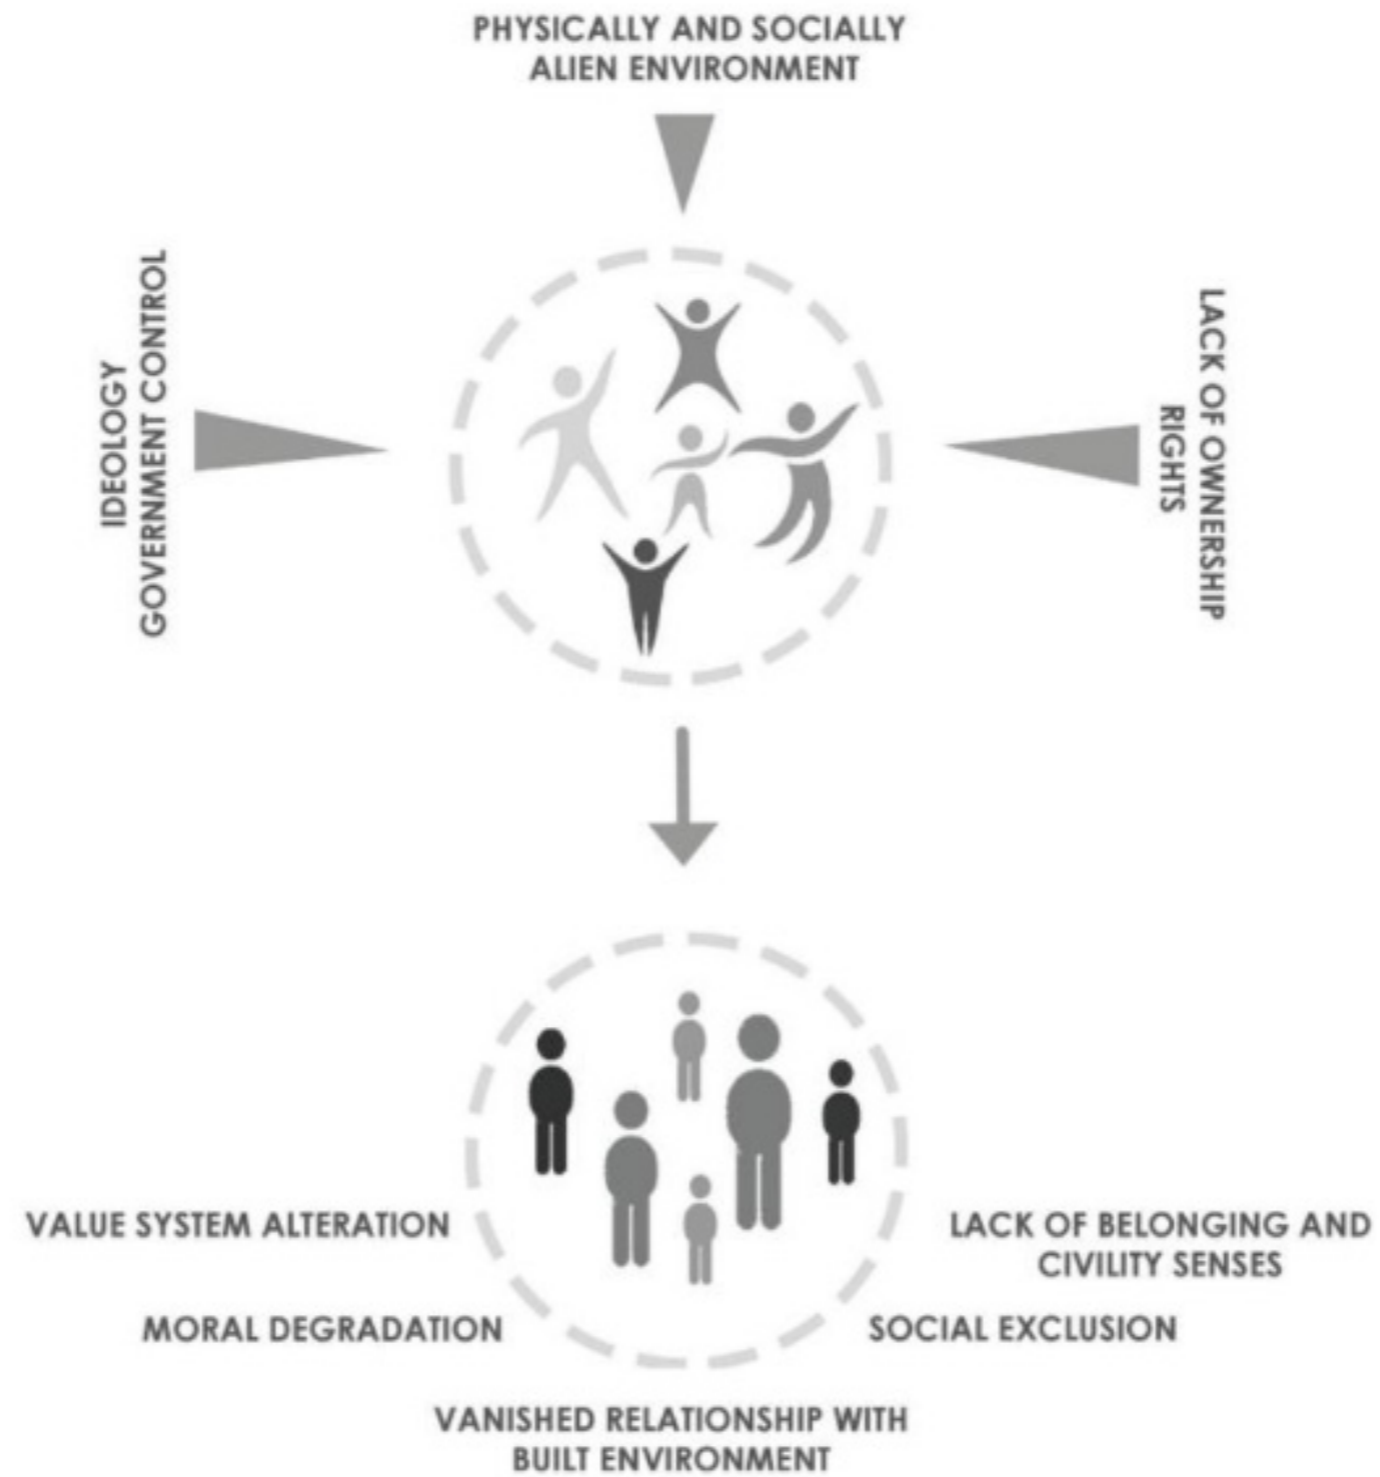 PHYSICALLY AND SOCIALLY
ALIEN ENVIRONMENT
IDEOLOGY
GOVERNMENT CONTROL
LACK OF OWNERSHIP
RIGHTS
VALUE SYSTEM ALTERATION
LACK OF BELONGING AND
CIVILITY SENSES
MORAL DEGRADATION
SOCIAL EXCLUSION
VANISHED RELATIONSHIP WITH
BUILT ENVIRONMENT